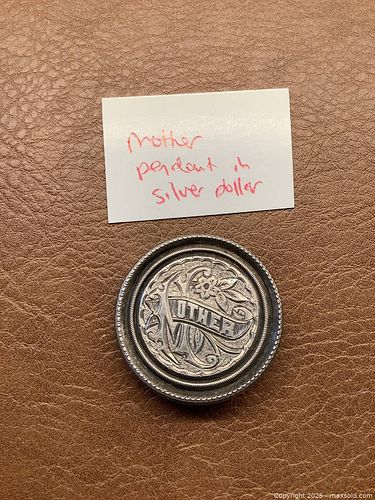 Mother
pendant in
silver dollar
MOTHER
Copyright 2025 - maxsold.com